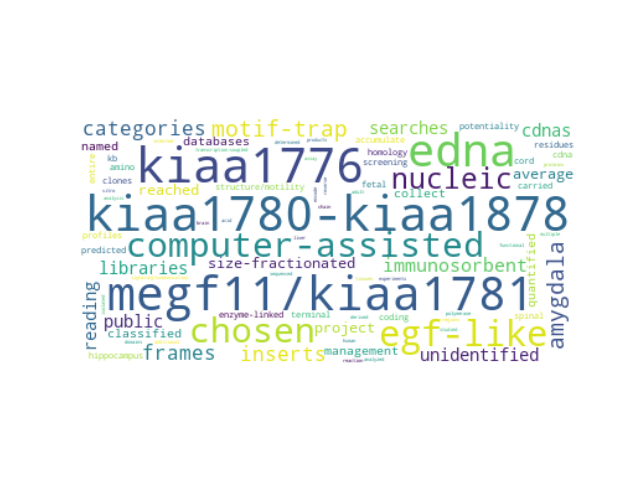 categories
motif-trap
searches
potentiality
cdnas
named
databases
edna
residues
kiaa1776
homology
accumulate
cdna
entire
kb
amino
screening
cord
average
clones
nucleic
reached
structure/motility
fetal
collect
carried
kiaa1780-kiaa1878
profiles
computer-assisted
predicted
libraries
size-fractionated
immunosorbent
quantified
amygdala
megf11/kiaa1781
reading
public
enzyme-linked
terminal
coding
spinal
classified
chosen
project
egf-like
frames
inserts
management
unidentified
hippocampus